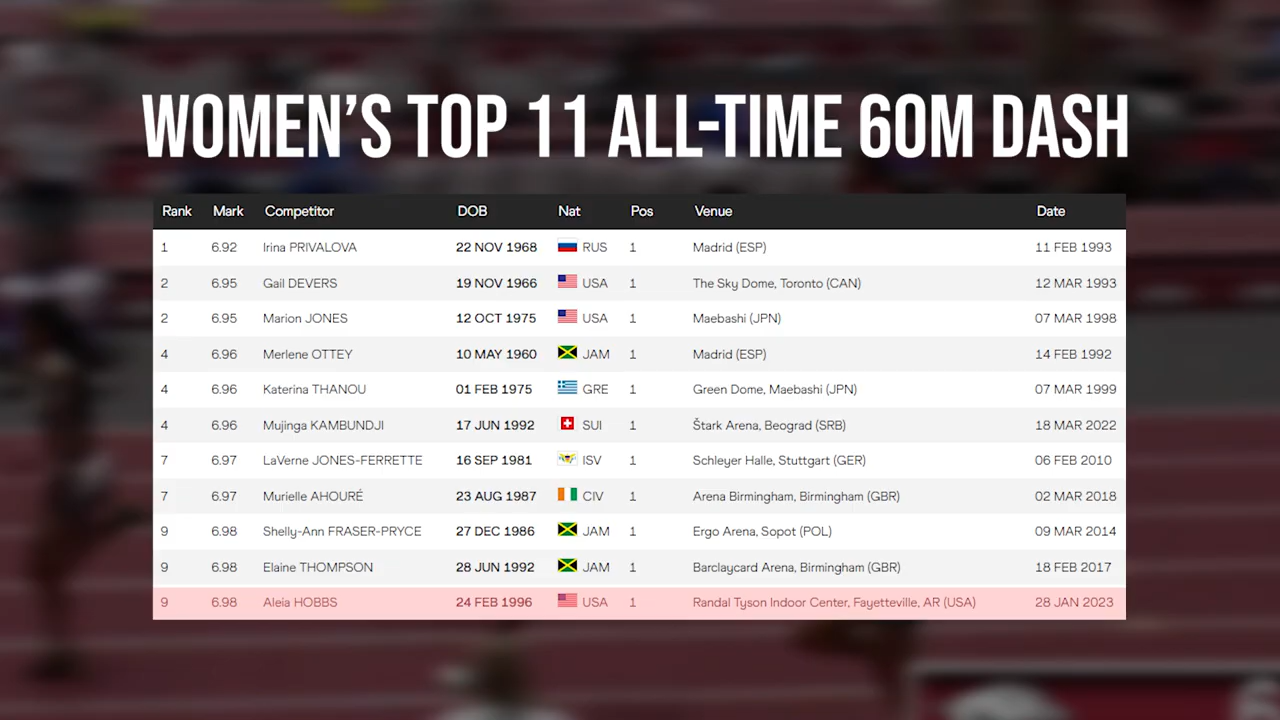 WOMEN'S TOP 11 ALL-TIME 60M DASH
Rank Mark Competitor DOB Nat Pos Venue Date
1 6.92 Irina PRIVALOVA 22 NOV 1968 RUS 1 Madrid (ESP) 11 FEB 1993
2 6.95 Gail DEVERS 19 NOV 1966 USA 1 The Sky Dome, Toronto (CAN) 12 MAR 1993
2 6.95 Marion JONES 12 OCT 1975 USA 1 Maebashi (JPN) 07 MAR 1998
4 6.96 Merlene OTTEY 10 MAY 1960 JAM 1 Madrid (ESP) 14 FEB 1992
4 6.96 Katerina THANOU 01 FEB 1975 GRE 1 Green Dome, Maebashi (JPN) 07 MAR 1999
4 6.96 Mujinga KAMBUNDJI 17 JUN 1992 SUI 1 Štark Arena, Beograd (SRB) 18 MAR 2022
7 6.97 LaVerne JONES-FERRETTE 16 SEP 1981 ISV 1 Schleyer Halle, Stuttgart (GER) 06 FEB 2010
7 6.97 Murielle AHOURÉ 23 AUG 1987 CIV 1 Arena Birmingham, Birmingham (GBR) 02 MAR 2018
9 6.98 Shelly-Ann FRASER-PRYCE 27 DEC 1986 JAM 1 Ergo Arena, Sopot (POL) 09 MAR 2014
9 6.98 Elaine THOMPSON 28 JUN 1992 JAM 1 Barclaycard Arena, Birmingham (GBR) 18 FEB 2017
9 6.98 Aleia HOBBS 24 FEB 1996 USA 1 Randal Tyson Indoor Center, Fayetteville, AR (USA) 28 JAN 2023